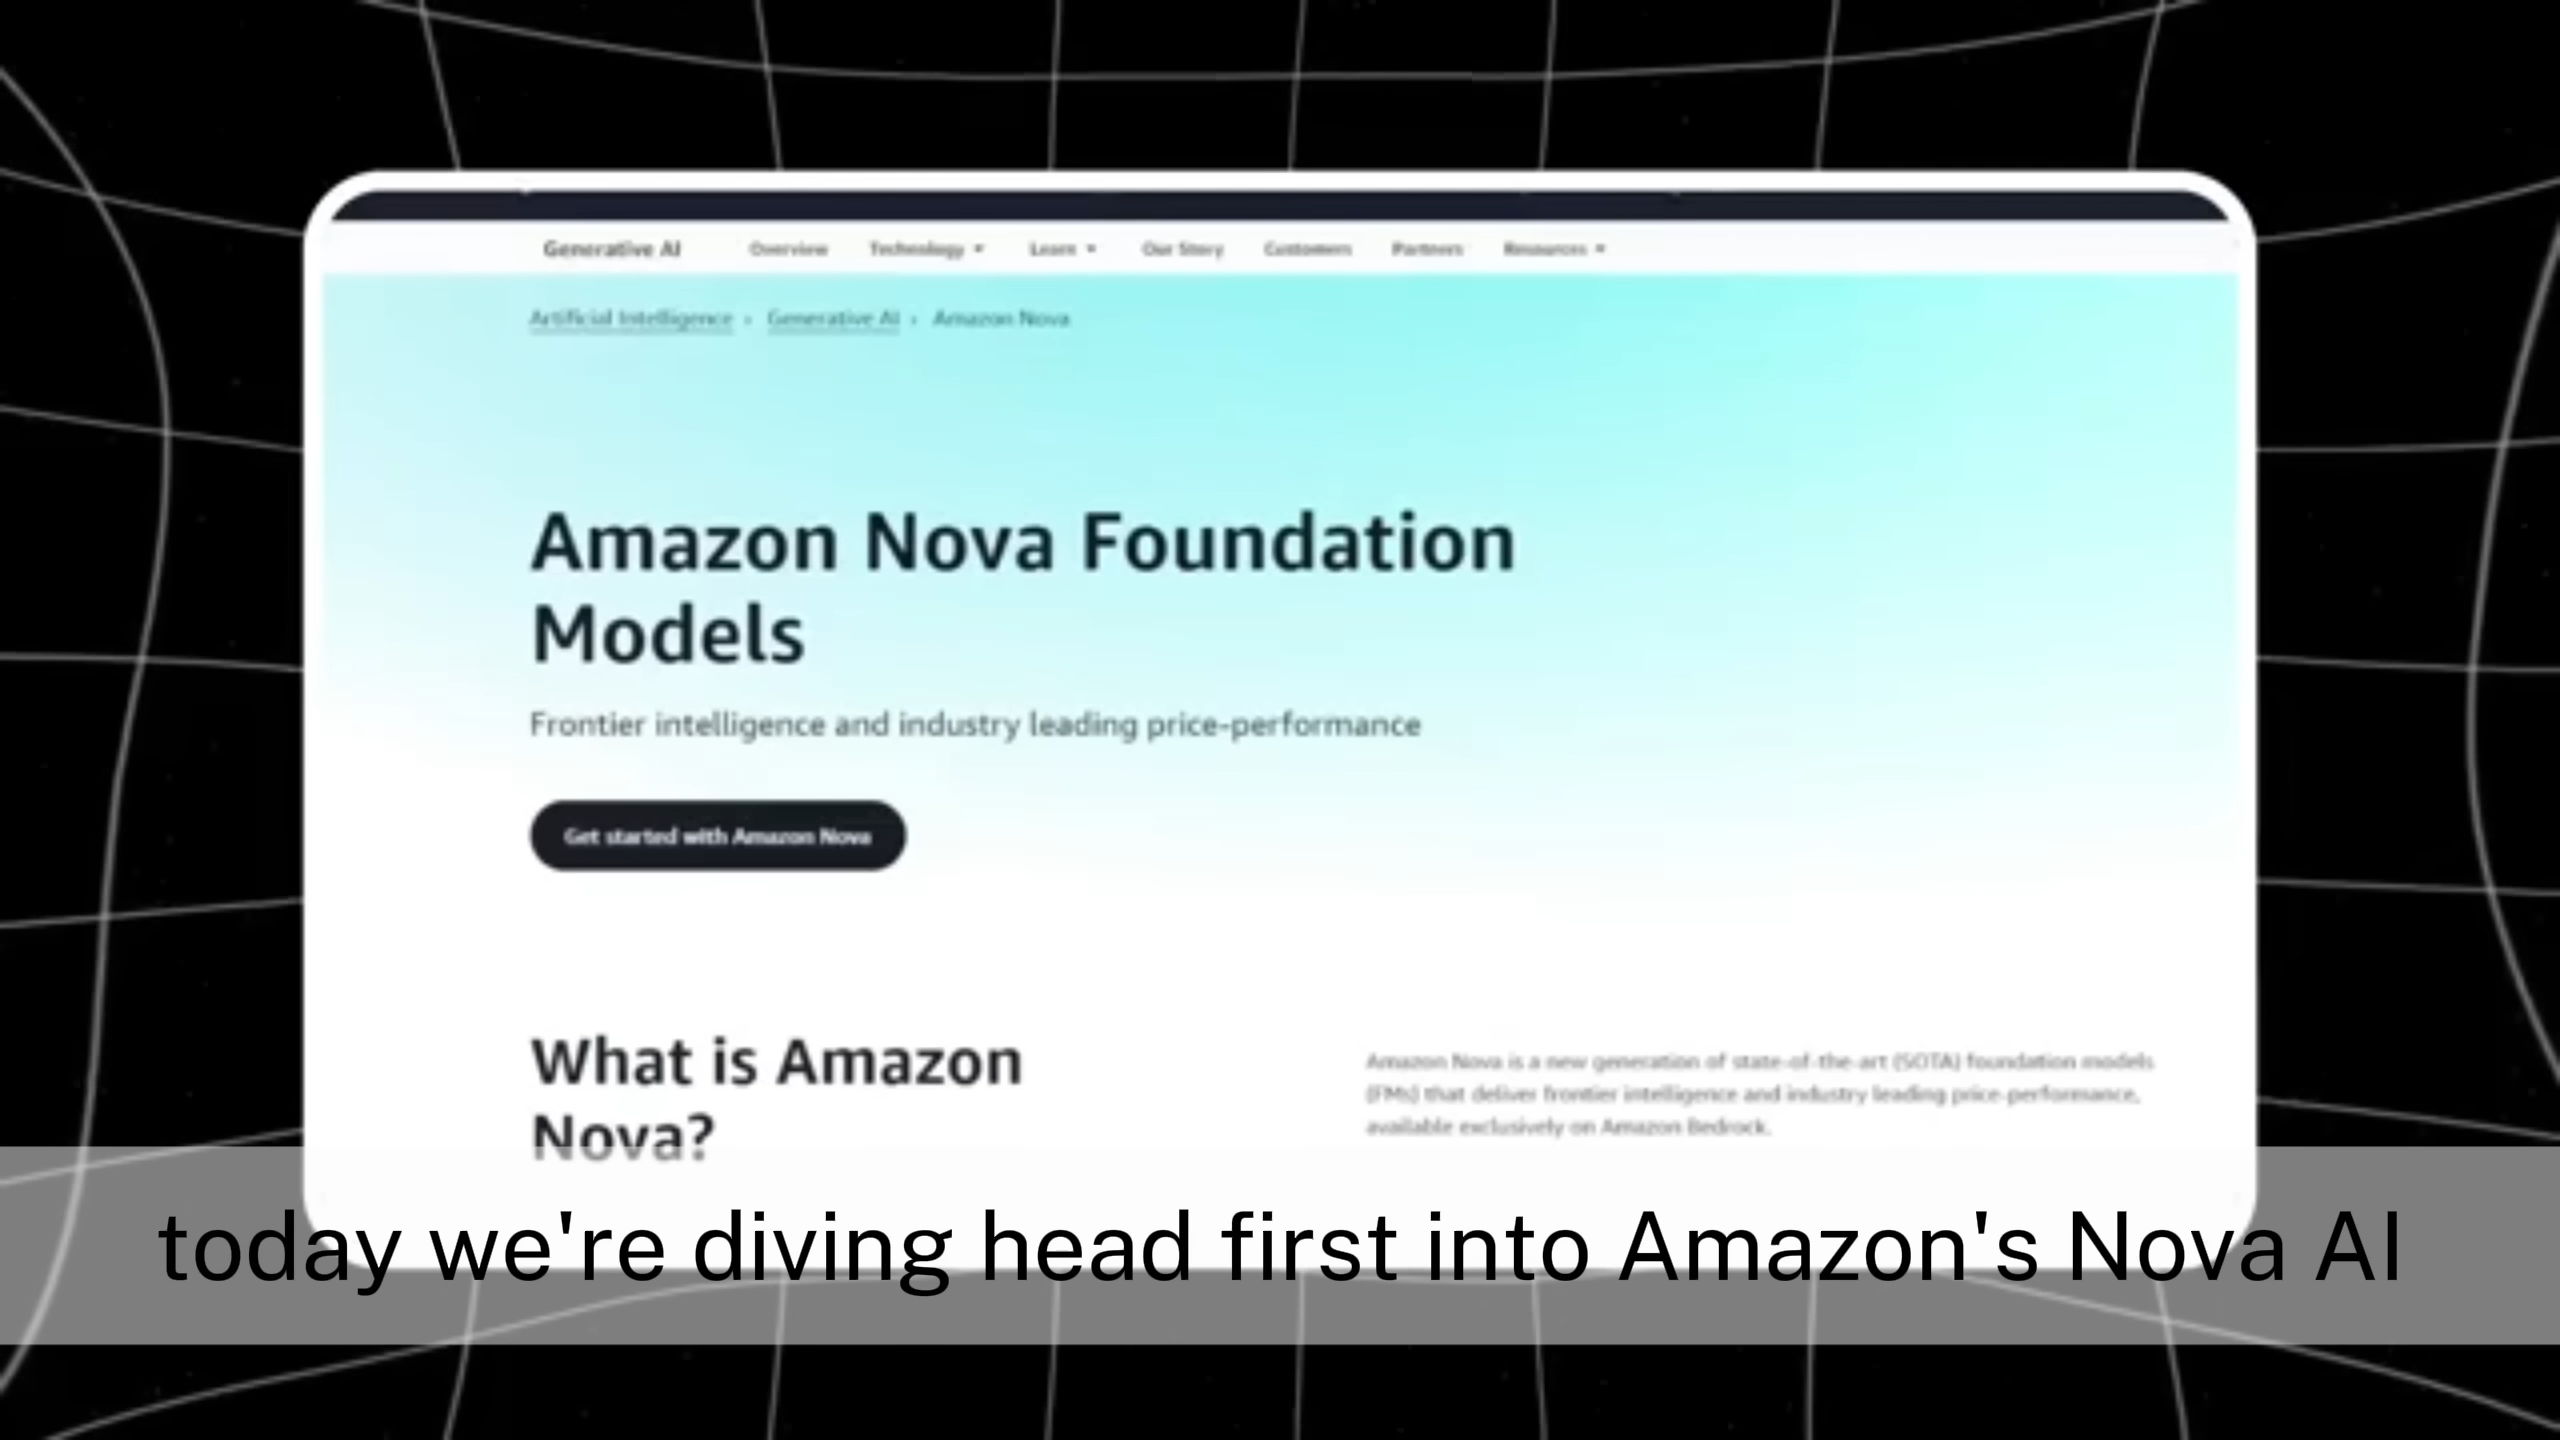 Generative AI Overview Technology Learn Our Story Customers Partners Resources
Artificial Intelligence › Generative AI › Amazon Nova
Amazon Nova Foundation
Models
Frontier intelligence and industry leading price-performance
Get started with Amazon Nova
What is Amazon
Nova?
Amazon Nova is a new generation of state-of-the-art (SOTA) foundation models
(FMs) that deliver frontier intelligence and industry leading price-performance,
available exclusively on Amazon Bedrock.
today we're diving head first into Amazon's Nova AI